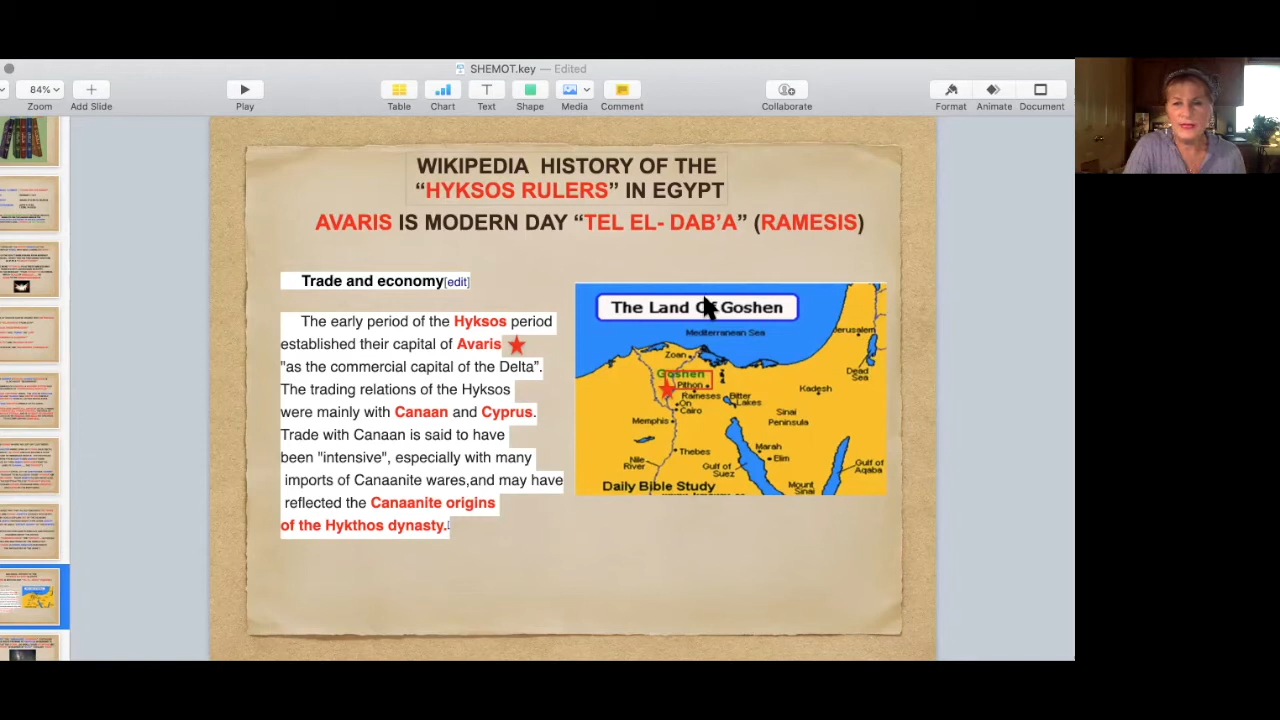 SHEMOT.key — Edited
84%
Zoom
Add Slide
Play
Table
Chart
Text
Shape
Media
Comment
Collaborate
Format
Animate
Document
WIKIPEDIA HISTORY OF THE
“HYKSOS RULERS” IN EGYPT
AVARIS IS MODERN DAY “TEL EL- DAB’A” (RAMESIS)
Trade and economy[edit]
The early period of the Hyksos period
established their capital of Avaris
"as the commercial capital of the Delta”.
The trading relations of the Hyksos
were mainly with Canaan and Cyprus.
Trade with Canaan is said to have
been "intensive", especially with many
imports of Canaanite wares,and may have
reflected the Canaanite origins
of the Hykthos dynasty.
The Land Of Goshen
Mediterranean Sea
Jerusalem
Zoan
Dead
Sea
Goshen
Pithon
Kadesh
Rameses
Bitter
Lakes
On
Cairo
Sinai
Peninsula
Memphis
Marah
Elim
Thebes
Nile
River
Gulf of
Suez
Gulf of
Aqaba
Mount
Sinai
Daily Bible Study